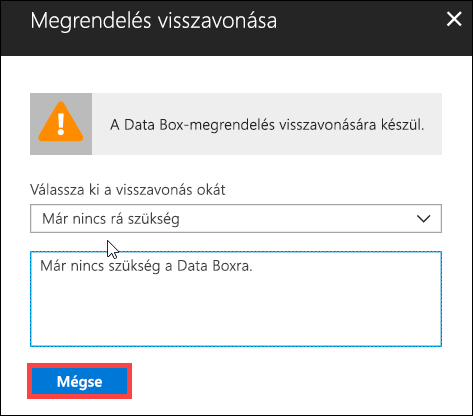 Megrendelés visszavonása
A Data Box-megrendelés visszavonására készül.
Válassza ki a visszavonás okát
Már nincs rá szükség
Már nincs szükség a Data Boxra.
Mégse